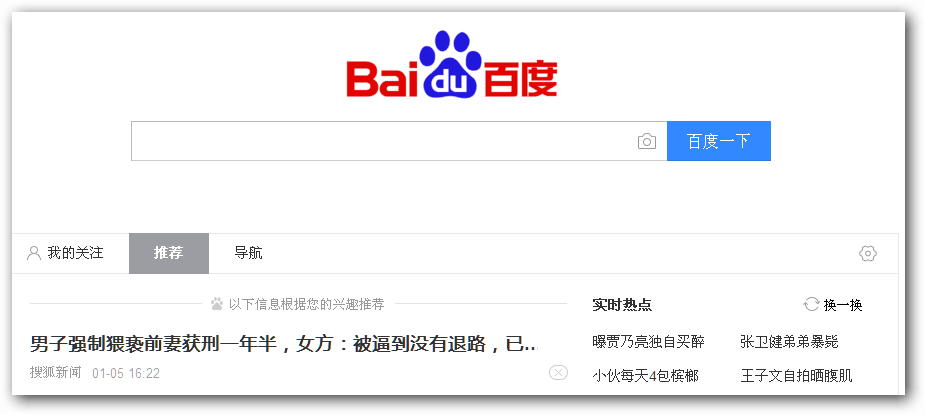 Baidu百度
百度一下
我的关注 推荐 导航
以下信息根据您的兴趣推荐
男子强制猥亵前妻获刑一年半，女方：被逼到没有退路，已...
搜狐新闻 01-05 16:22
实时热点 换一换
曝贾乃亮独自买醉 张卫健弟弟暴毙
小伙每天4包槟榔 王子文自拍晒腹肌